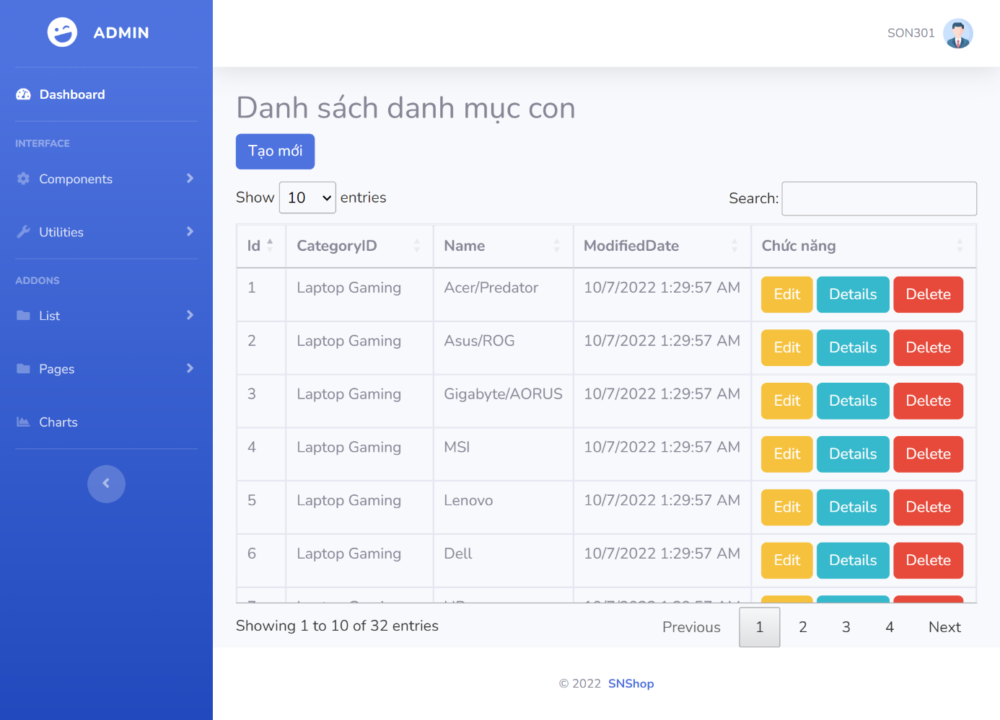 ADMIN
SON301
Dashboard
INTERFACE
Components
Utilities
ADDONS
List
Pages
Charts
Danh sách danh mục con
Tạo mới
Show 10 entries
Search:
Id CategoryID Name ModifiedDate Chức năng
1 Laptop Gaming Acer/Predator 10/7/2022 1:29:57 AM Edit Details Delete
2 Laptop Gaming Asus/ROG 10/7/2022 1:29:57 AM Edit Details Delete
3 Laptop Gaming Gigabyte/AORUS 10/7/2022 1:29:57 AM Edit Details Delete
4 Laptop Gaming MSI 10/7/2022 1:29:57 AM Edit Details Delete
5 Laptop Gaming Lenovo 10/7/2022 1:29:57 AM Edit Details Delete
6 Laptop Gaming Dell 10/7/2022 1:29:57 AM Edit Details Delete
Showing 1 to 10 of 32 entries
Previous 1 2 3 4 Next
© 2022 SNShop